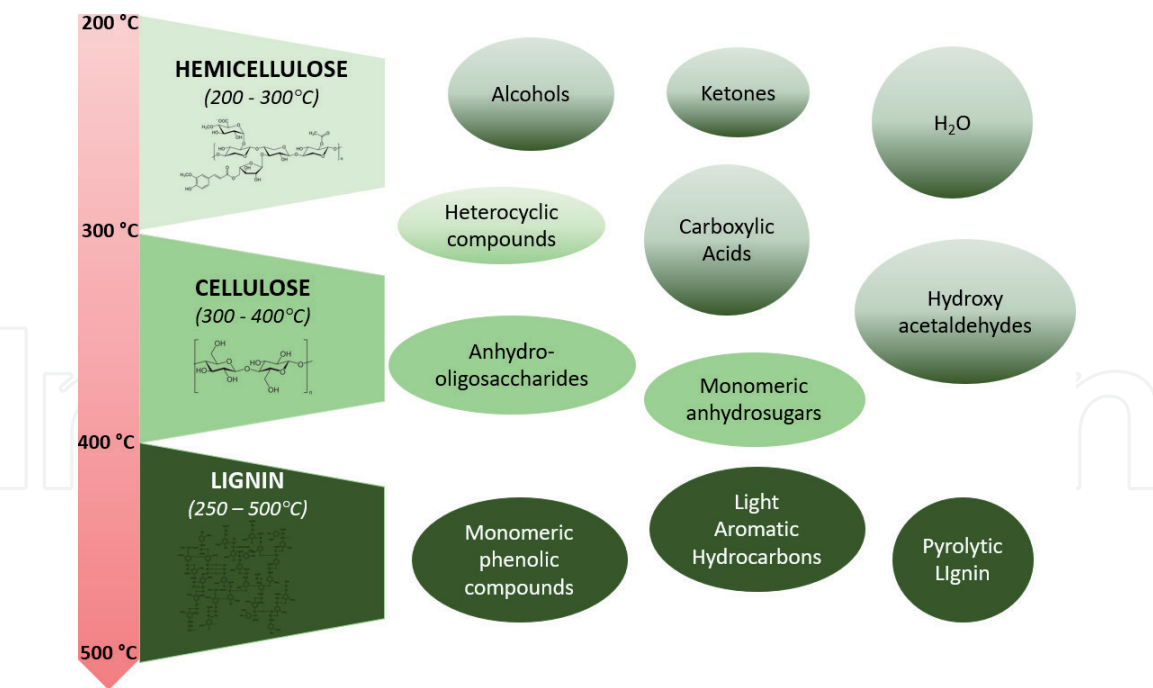 200 °C
HEMICELLULOSE
(200 - 300°C)
Alcohols
Ketones
H₂O
Heterocyclic
compounds
Carboxylic
Acids
300 °C
CELLULOSE
(300 - 400°C)
Hydroxy
acetaldehydes
Anhydro-
oligosaccharides
Monomeric
anhydrosugars
400 °C
LIGNIN
(250 – 500°C)
Monomeric
phenolic
compounds
Light
Aromatic
Hydrocarbons
Pyrolytic
LIgnin
500 °C